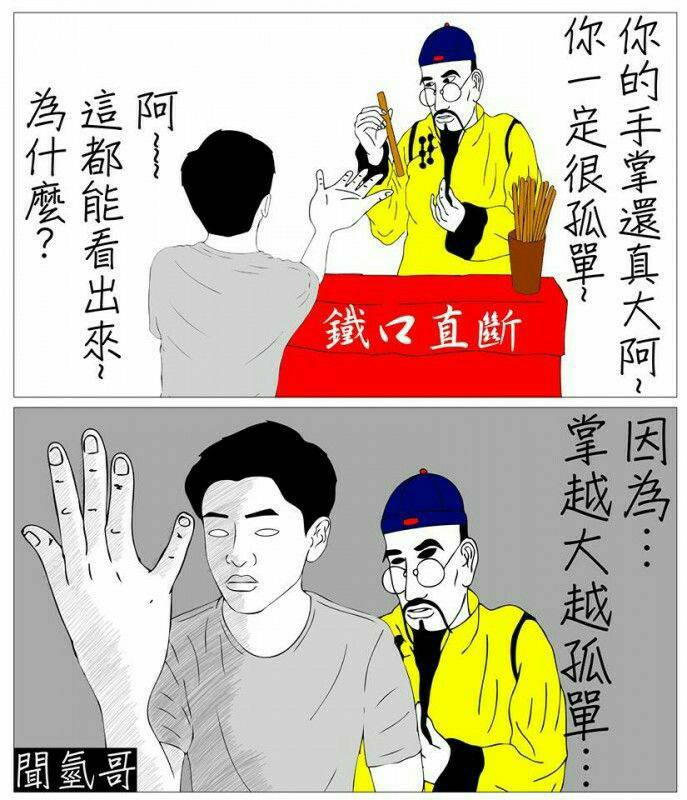 你的手掌還真大阿~
你一定很孤單~
阿~~
這都能看出來~
為什麼?
鐵口直斷
因為…
掌越大越孤單……
聞氫哥